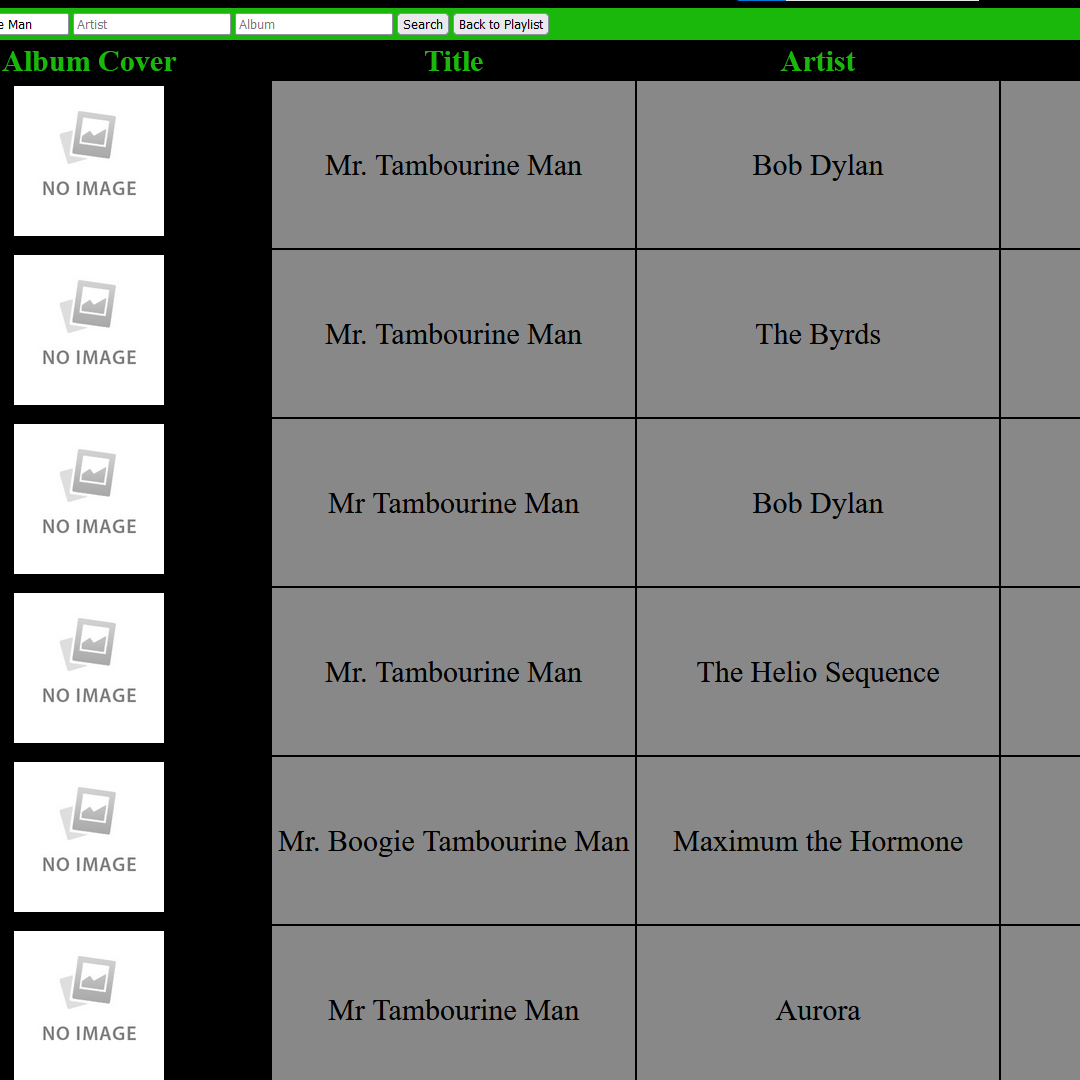 e Man Artist Album Search Back to Playlist
Album Cover Title Artist
NO IMAGE Mr. Tambourine Man Bob Dylan
NO IMAGE Mr. Tambourine Man The Byrds
NO IMAGE Mr Tambourine Man Bob Dylan
NO IMAGE Mr. Tambourine Man The Helio Sequence
NO IMAGE Mr. Boogie Tambourine Man Maximum the Hormone
NO IMAGE Mr Tambourine Man Aurora